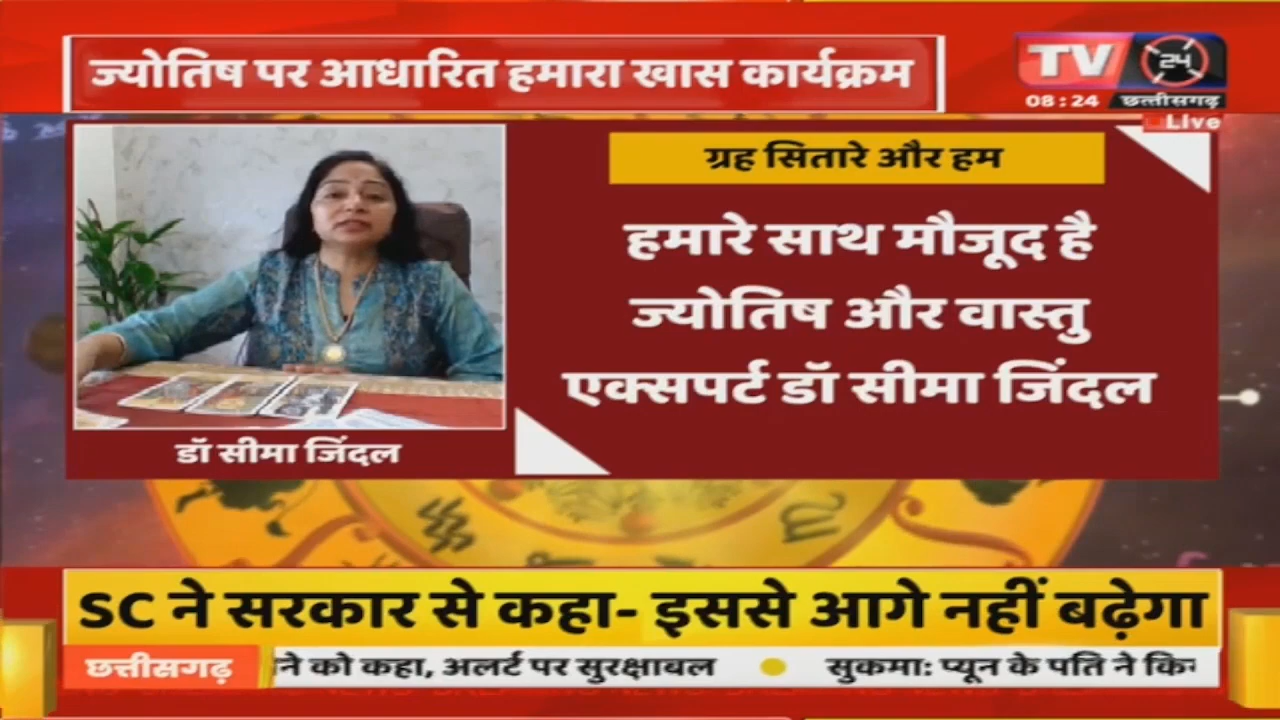 ज्योतिष पर आधारित हमारा खास कार्यक्रम
TV 24
08:24 छत्तीसगढ़
Live
ग्रह सितारे और हम
हमारे साथ मौजूद है
ज्योतिष और वास्तु
एक्सपर्ट डॉ सीमा जिंदल
डॉ सीमा जिंदल
SC ने सरकार से कहा- इससे आगे नहीं बढ़ेगा
छत्तीसगढ़ ने को कहा, अलर्ट पर सुरक्षाबल सुकमा: प्यून के पति ने